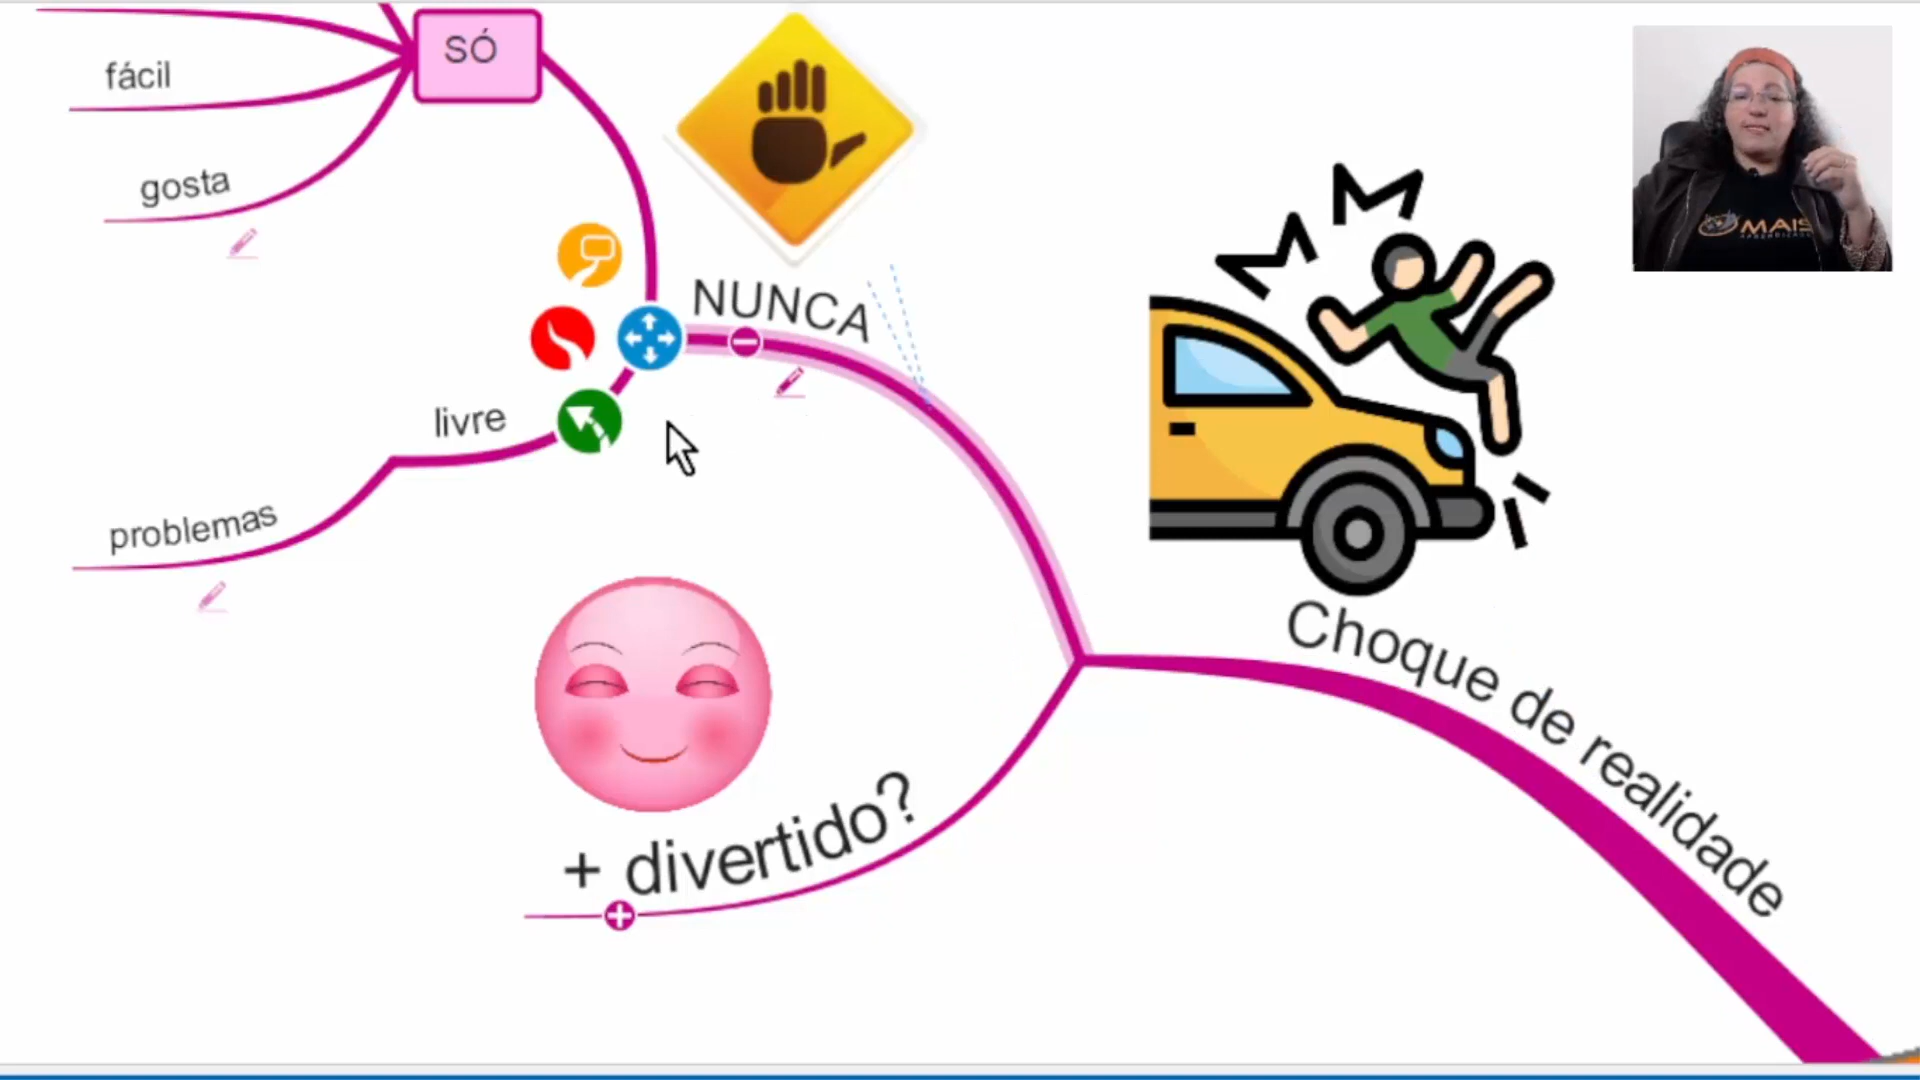 SÓ
fácil
gosta
NUNCA
livre
problemas
Choque de realidade
+ divertido?
MAIS